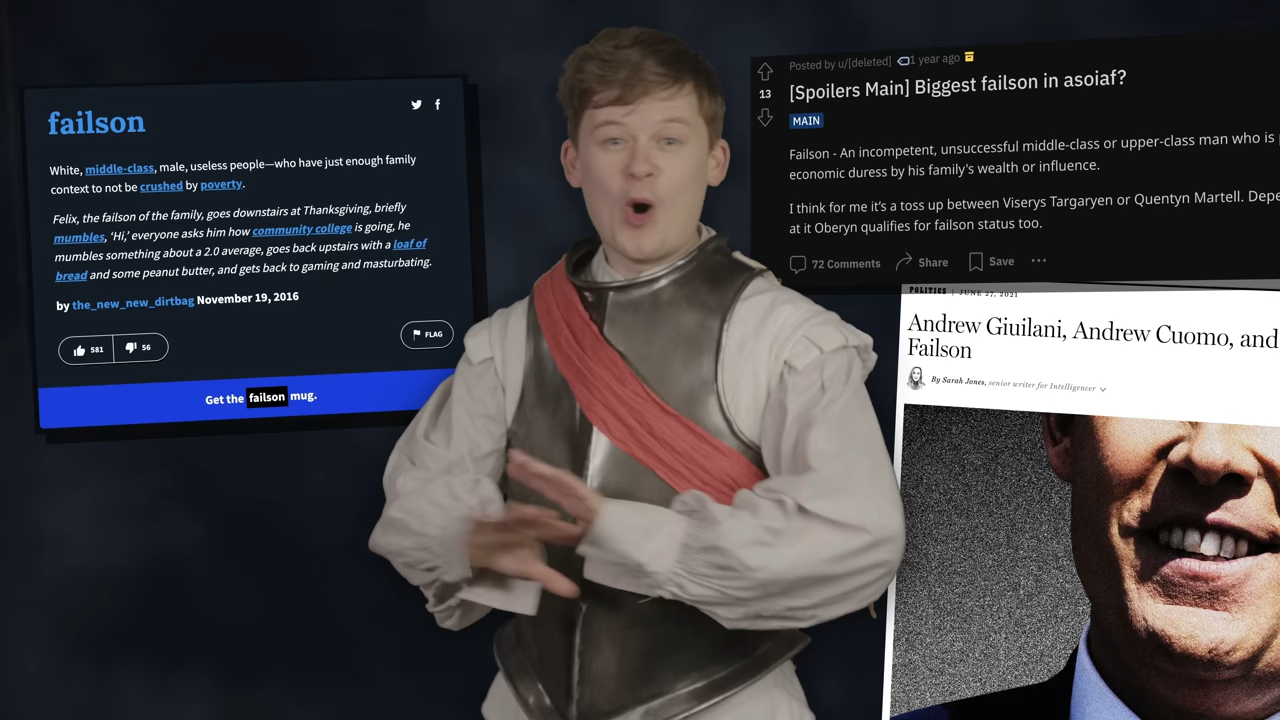 failson
White, middle-class, male, useless people—who have just enough family
context to not be crushed by poverty.
Felix, the failson of the family, goes downstairs at Thanksgiving, briefly
mumbles, ‘Hi,’ everyone asks him how community college is going, he
mumbles something about a 2.0 average, goes back upstairs with a loaf of
bread and some peanut butter, and gets back to gaming and masturbating.
by the_new_new_dirtbag November 19, 2016
581 56
FLAG
Get the failson mug.
Posted by u/[deleted] 1 year ago
13
[Spoilers Main] Biggest failson in asoiaf?
MAIN
Failson - An incompetent, unsuccessful middle-class or upper-class man who is
economic duress by his family's wealth or influence.
I think for me it's a toss up between Viserys Targaryen or Quentyn Martell. Depe
at it Oberyn qualifies for failson status too.
72 Comments Share Save
POLITICS | JUNE 27, 2021
Andrew Giuilani, Andrew Cuomo, and
Failson
By Sarah Jones, senior writer for Intelligencer